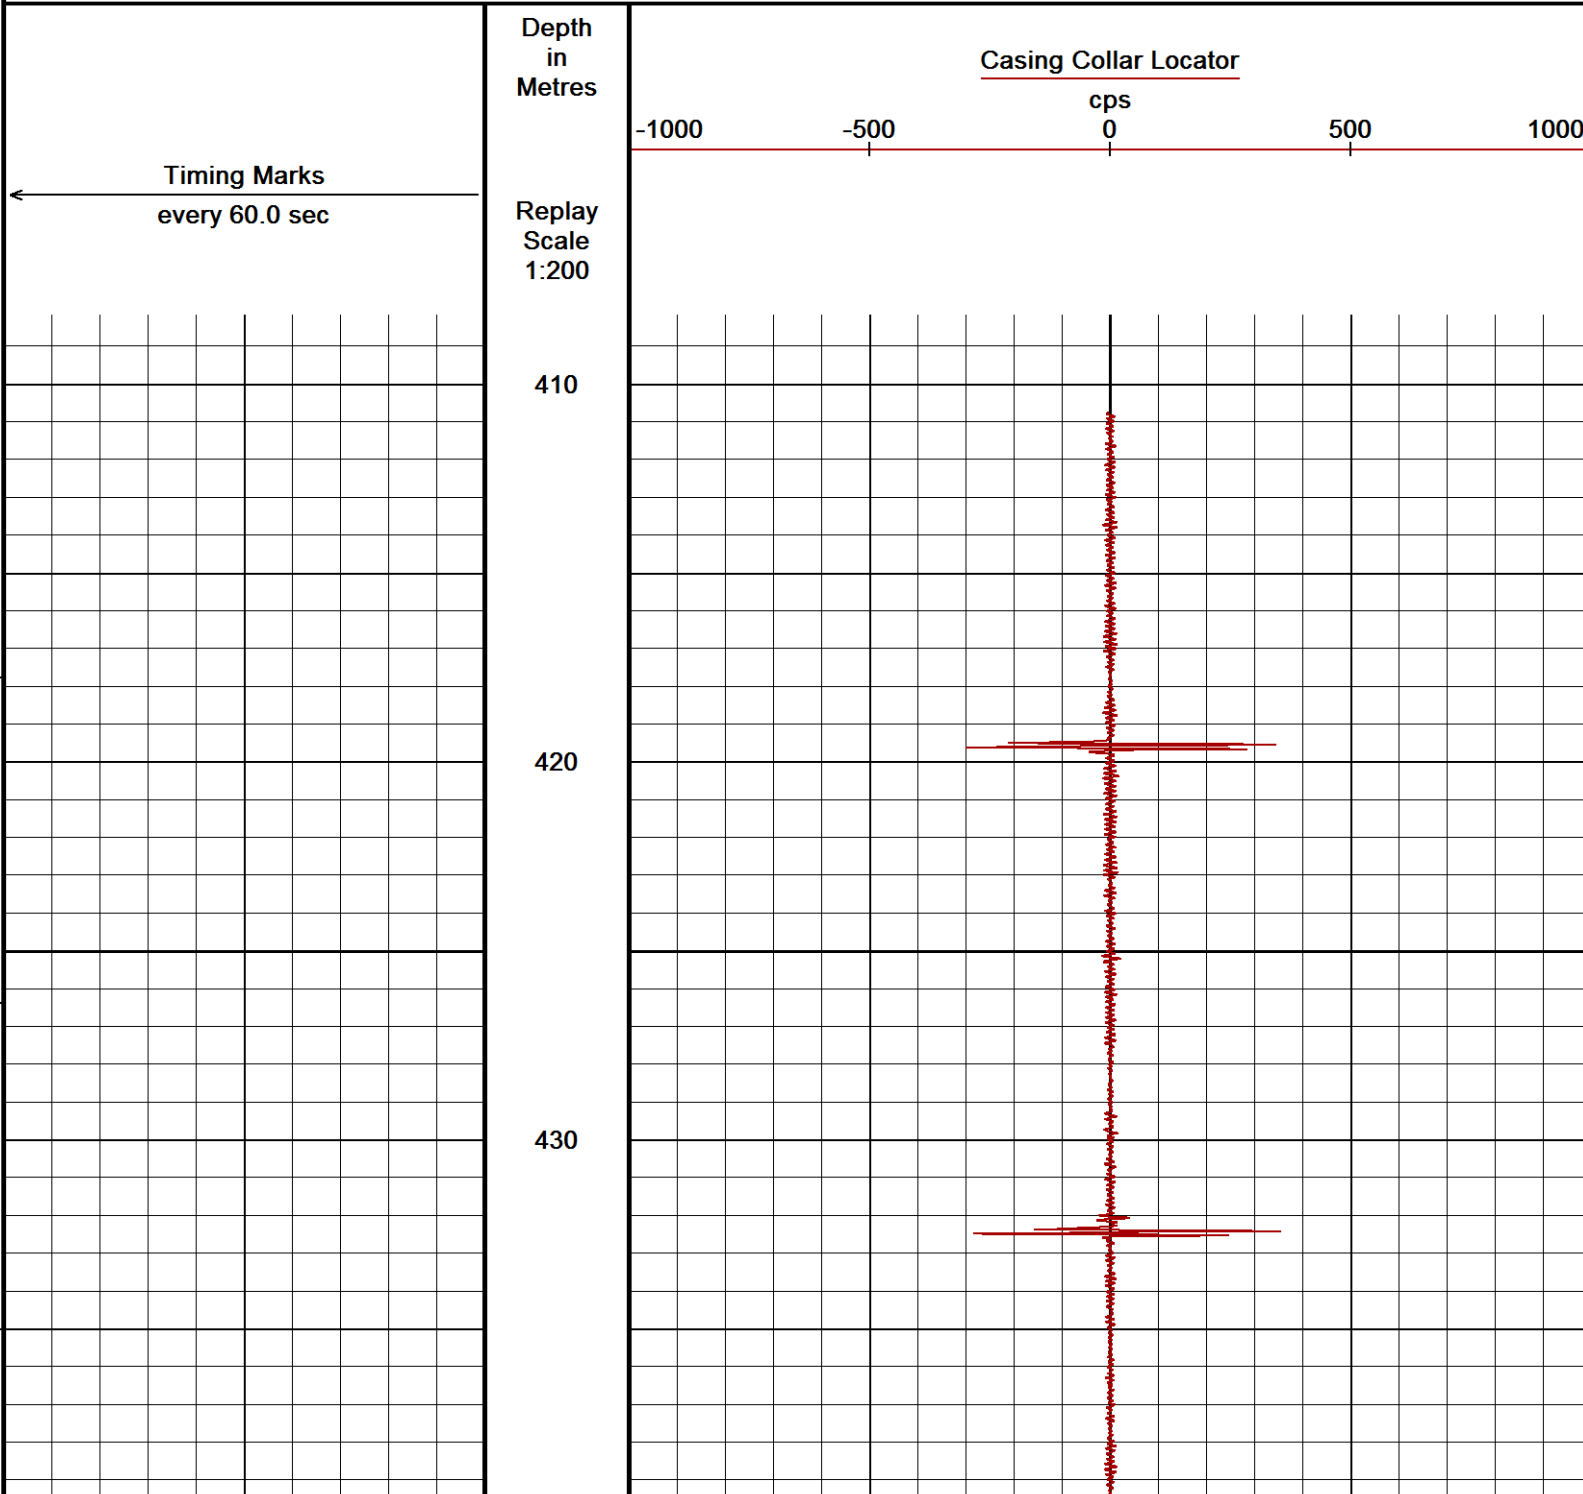 Timing Marks
every 60.0 sec
Depth
in
Metres
Replay
Scale
1:200
Casing Collar Locator
cps
-1000 -500 0 500 1000
410
420
430